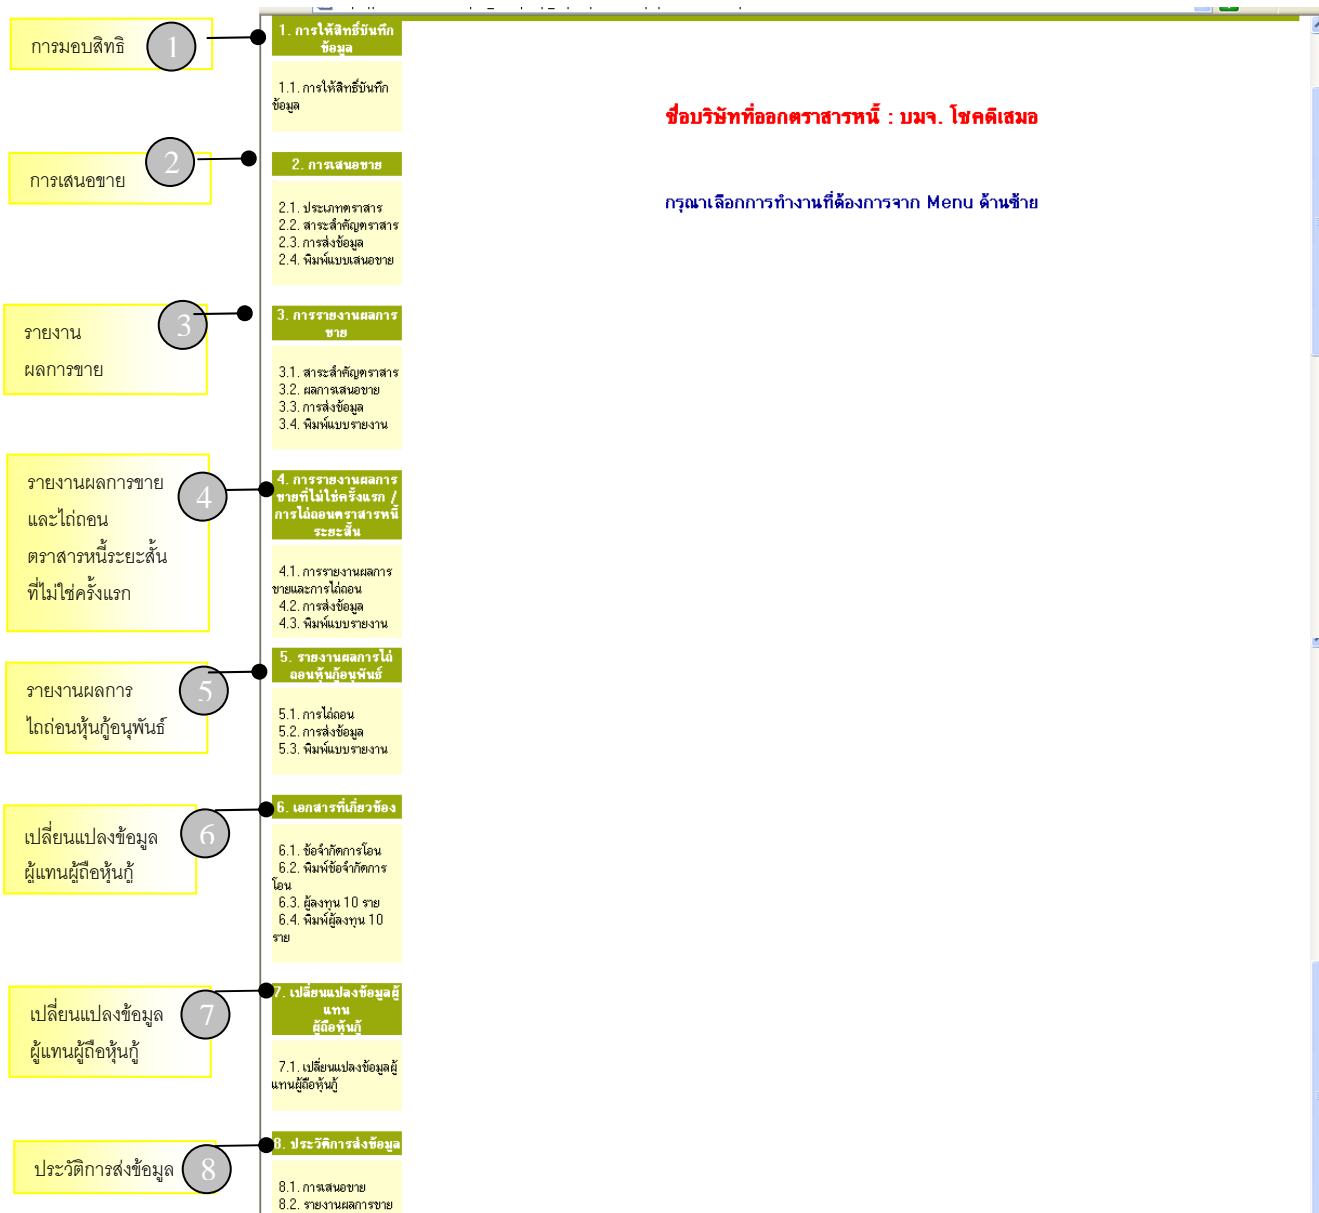 การมอบสิทธิ
1
1. การให้สิทธิ์บันทึก
ข้อมูล
1.1. การให้สิทธิ์บันทึก
ข้อมูล
ชื่อบริษัทที่ออกตราสารหนี้ : บมจ. โชคดีเสมอ
กรุณาเลือกการทำงานที่ต้องการจาก Menu ด้านซ้าย
การเสนอขาย
2
2. การเสนอขาย
2.1. ประเภทตราสาร
2.2. สาระสำคัญตราสาร
2.3. การส่งข้อมูล
2.4. พิมพ์แบบเสนอขาย
รายงาน
ผลการขาย
3
3. การรายงานผลการ
ขาย
3.1. สาระสำคัญตราสาร
3.2. ผลการเสนอขาย
3.3. การส่งข้อมูล
3.4. พิมพ์แบบรายงาน
รายงานผลการขาย
และไถ่ถอน
ตราสารหนี้ระยะสั้น
ที่ไม่ใช่ครั้งแรก
4
4. การรายงานผลการ
ขายที่ไม่ใช่ครั้งแรก /
การไถ่ถอนตราสารหนี้
ระยะสั้น
4.1. การรายงานผลการ
ขายและการไถ่ถอน
4.2. การส่งข้อมูล
4.3. พิมพ์แบบรายงาน
รายงานผลการ
ไถถ่อนหุ้นกู้อนุพันธ์
5
5. รายงานผลการไถ่
ถอนหุ้นกู้อนุพันธ์
5.1. การไถ่ถอน
5.2. การส่งข้อมูล
5.3. พิมพ์แบบรายงาน
เปลี่ยนแปลงข้อมูล
ผู้แทนผู้ถือหุ้นกู้
6
6. เอกสารที่เกี่ยวข้อง
6.1. ข้อจำกัดการโอน
6.2. พิมพ์ข้อจำกัดการ
โอน
6.3. ผู้ลงทุน 10 ราย
6.4. พิมพ์ผู้ลงทุน 10
ราย
เปลี่ยนแปลงข้อมูล
ผู้แทนผู้ถือหุ้นกู้
7
7. เปลี่ยนแปลงข้อมูลผู้
แทน
ผู้ถือหุ้นกู้
7.1. เปลี่ยนแปลงข้อมูลผู้
แทนผู้ถือหุ้นกู้
ประวัติการส่งข้อมูล
8
8. ประวัติการส่งข้อมูล
8.1. การเสนอขาย
8.2. รายงานผลการขาย